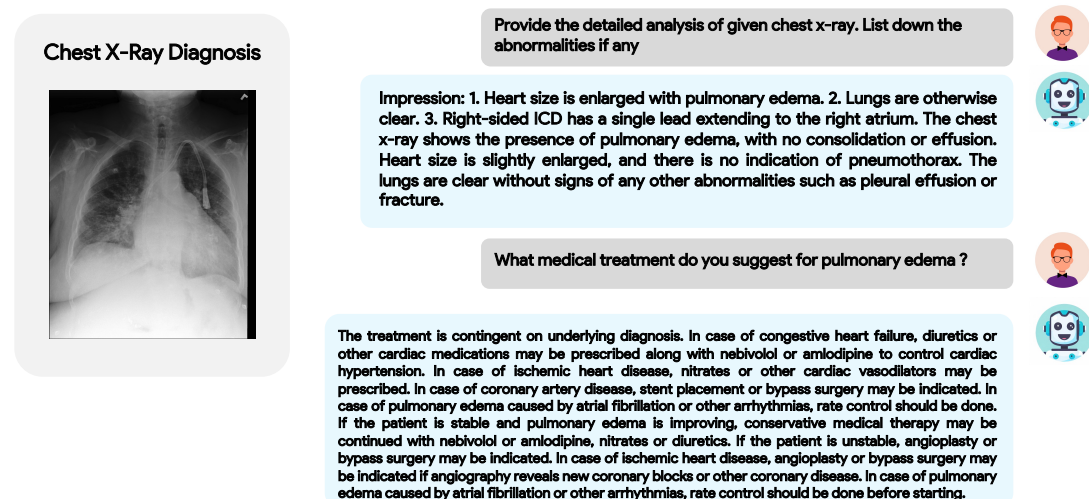 Chest X-Ray Diagnosis
Provide the detailed analysis of given chest x-ray. List down the
abnormalities if any
Impression: 1. Heart size is enlarged with pulmonary edema. 2. Lungs are otherwise
clear. 3. Right-sided ICD has a single lead extending to the right atrium. The chest
x-ray shows the presence of pulmonary edema, with no consolidation or effusion.
Heart size is slightly enlarged, and there is no indication of pneumothorax. The
lungs are clear without signs of any other abnormalities such as pleural effusion or
fracture.
What medical treatment do you suggest for pulmonary edema ?
The treatment is contingent on underlying diagnosis. In case of congestive heart failure, diuretics or
other cardiac medications may be prescribed along with nebivolol or amlodipine to control cardiac
hypertension. In case of ischemic heart disease, nitrates or other cardiac vasodilators may be
prescribed. In case of coronary artery disease, stent placement or bypass surgery may be indicated. In
case of pulmonary edema caused by atrial fibrillation or other arrhythmias, rate control should be done.
If the patient is stable and pulmonary edema is improving, conservative medical therapy may be
continued with nebivolol or amlodipine, nitrates or diuretics. If the patient is unstable, angioplasty or
bypass surgery may be indicated. In case of ischemic heart disease, angioplasty or bypass surgery may
be indicated if angiography reveals new coronary blocks or other coronary disease. In case of pulmonary
edema caused by atrial fibrillation or other arrhythmias, rate control should be done before starting.